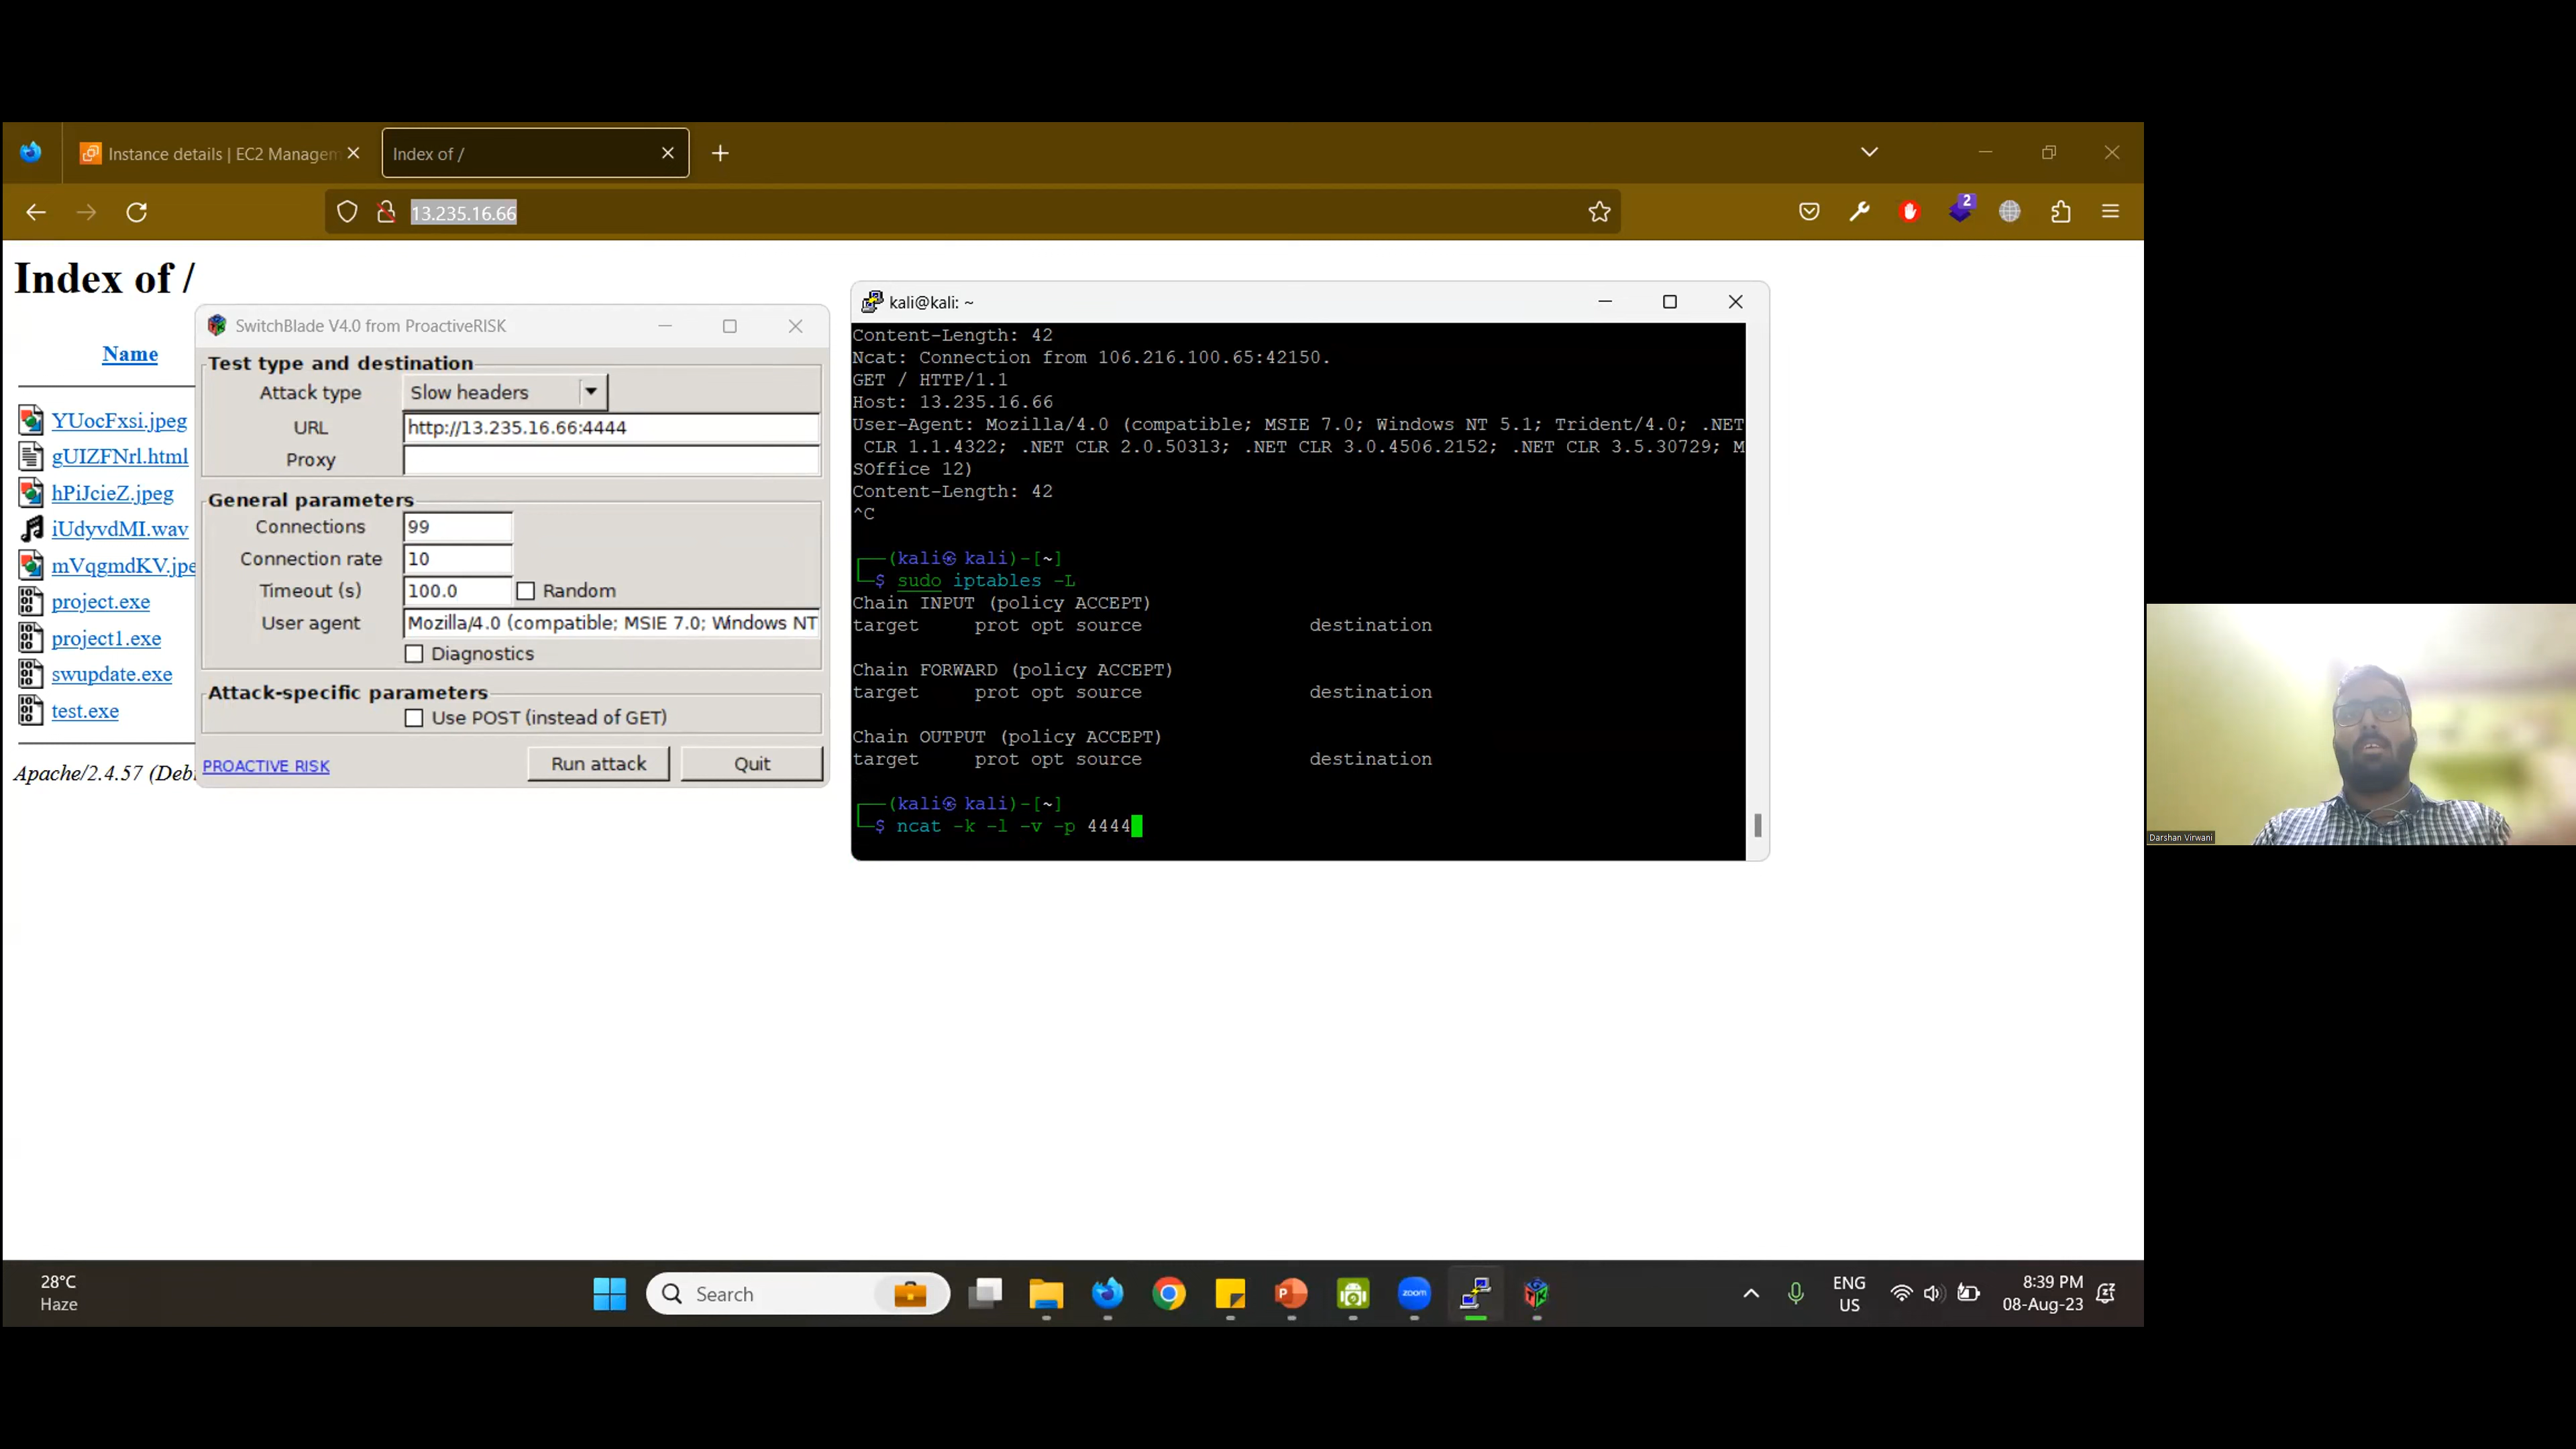 Instance details | EC2 Managem
Index of /
13.235.16.66
2
Index of /
Name
YUocFxsi.jpeg
gUIZFNrl.html
hPiJcieZ.jpeg
iUdyvdMI.wav
mVqgmdKV.jpe
project.exe
project1.exe
swupdate.exe
test.exe
Apache/2.4.57 (Deb
SwitchBlade V4.0 from ProactiveRISK
Test type and destination
Attack type Slow headers
URL http://13.235.16.66:4444
Proxy
General parameters
Connections 99
Connection rate 10
Timeout (s) 100.0 Random
User agent Mozilla/4.0 (compatible; MSIE 7.0; Windows NT
Diagnostics
Attack-specific parameters
Use POST (instead of GET)
PROACTIVE RISK Run attack Quit
kali@kali: ~
Content-Length: 42
Ncat: Connection from 106.216.100.65:42150.
GET / HTTP/1.1
Host: 13.235.16.66
User-Agent: Mozilla/4.0 (compatible; MSIE 7.0; Windows NT 5.1; Trident/4.0; .NET
CLR 1.1.4322; .NET CLR 2.0.50313; .NET CLR 3.0.4506.2152; .NET CLR 3.5.30729; M
SOffice 12)
Content-Length: 42
^C
(kali㉿kali)-[~]
$ sudo iptables -L
Chain INPUT (policy ACCEPT)
target prot opt source destination
Chain FORWARD (policy ACCEPT)
target prot opt source destination
Chain OUTPUT (policy ACCEPT)
target prot opt source destination
(kali㉿kali)-[~]
$ ncat -k -l -v -p 4444
Darshan Virwani
28°C
Haze
Search
zoom
ENG
US
8:39 PM
08-Aug-23